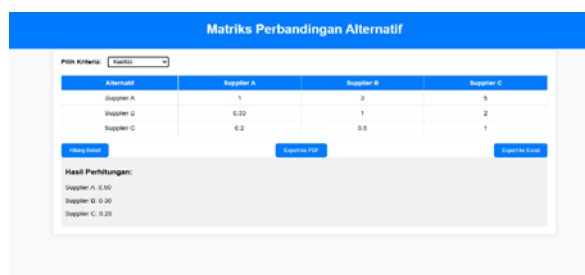 Matriks Perbandingan Alternatif
Pilih Kriteria: Kualitas
Alternatif Supplier A Supplier B Supplier C
Supplier A 1 3 5
Supplier B 0.33 1 2
Supplier C 0.2 0.5 1
Hitung Bobot Export ke PDF Export ke Excel
Hasil Perhitungan:
Supplier A: 0.50
Supplier B: 0.30
Supplier C: 0.20